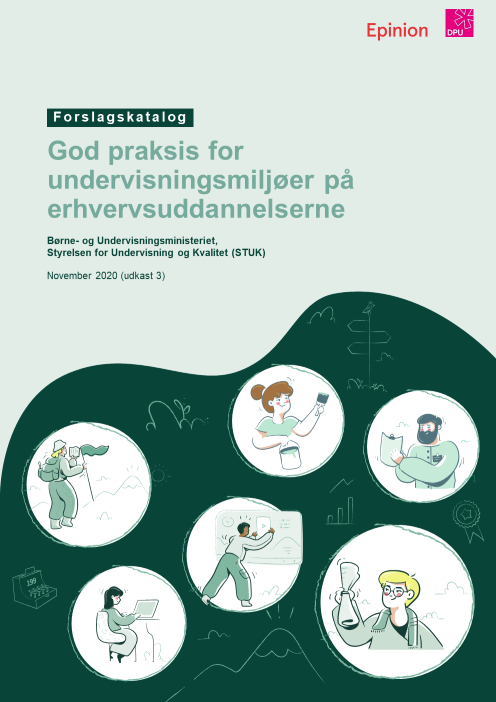 Epinion
DPU
Forslagskatalog
God praksis for
undervisningsmiljøer på
erhvervsuddannelserne
Børne- og Undervisningsministeriet,
Styrelsen for Undervisning og Kvalitet (STUK)
November 2020 (udkast 3)
199